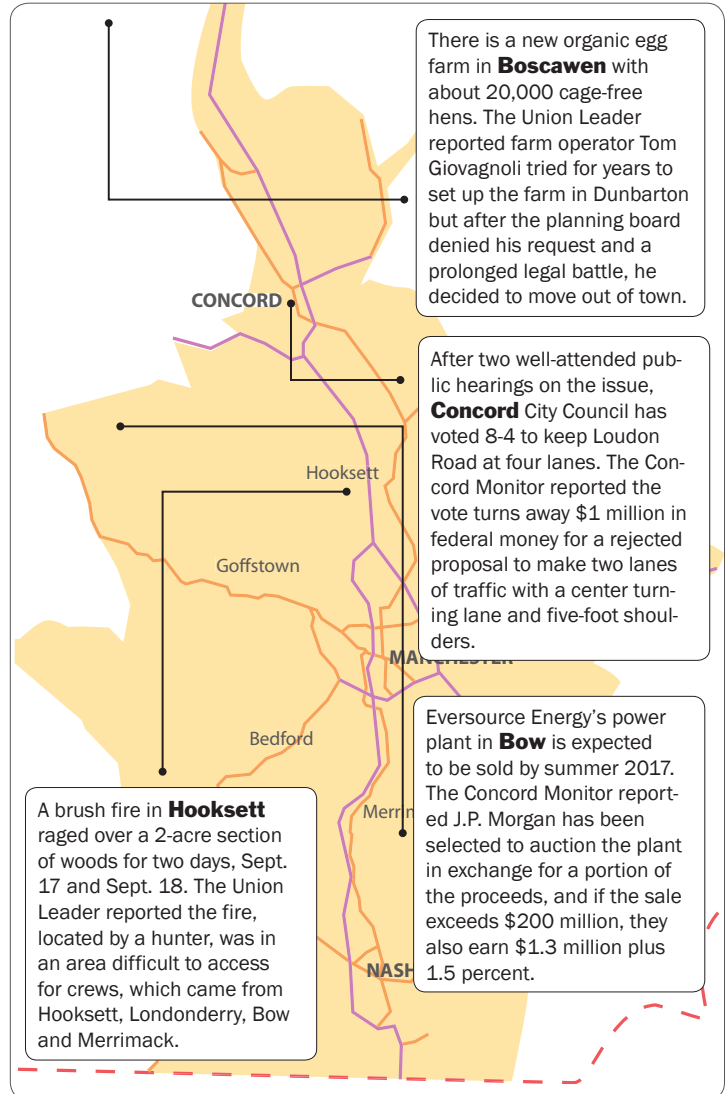 There is a new organic egg
farm in Boscawen with
about 20,000 cage-free
hens. The Union Leader
reported farm operator Tom
Giovagnoli tried for years to
set up the farm in Dunbarton
but after the planning board
denied his request and a
prolonged legal battle, he
decided to move out of town.
CONCORD
After two well-attended pub-
lic hearings on the issue,
Concord City Council has
voted 8-4 to keep Loudon
Road at four lanes. The Con-
cord Monitor reported the
vote turns away $1 million in
federal money for a rejected
proposal to make two lanes
of traffic with a center turn-
ing lane and five-foot shoul-
ders.
Hooksett
Goffstown
MANCHESTER
Bedford
Eversource Energy's power
plant in Bow is expected
to be sold by summer 2017.
The Concord Monitor report-
ed J.P. Morgan has been
selected to auction the plant
in exchange for a portion of
the proceeds, and if the sale
exceeds $200 million, they
also earn $1.3 million plus
1.5 percent.
Merrim
NASH
A brush fire in Hooksett
raged over a 2-acre section
of woods for two days, Sept.
17 and Sept. 18. The Union
Leader reported the fire,
located by a hunter, was in
an area difficult to access
for crews, which came from
Hooksett, Londonderry, Bow
and Merrimack.